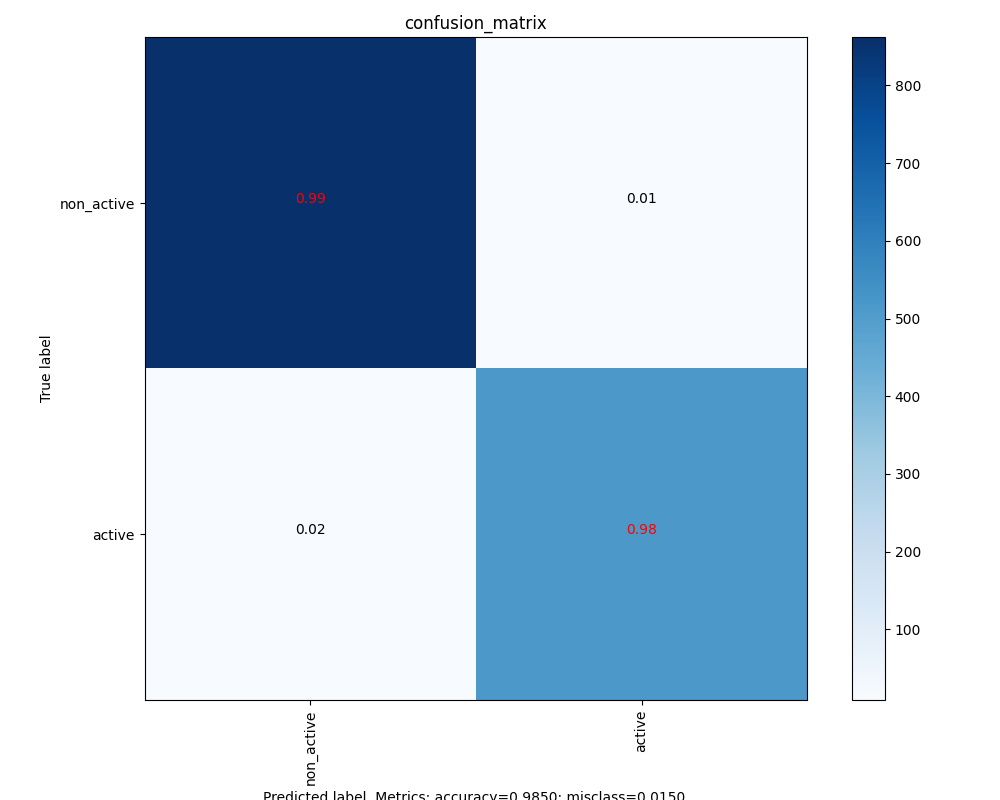 confusion_matrix
non_active
0.99
0.01
active
0.02
0.98
True label
non_active
active
Predicted label. Metrics: accuracy=0.9850; misclass=0.0150
800
700
600
500
400
300
200
100